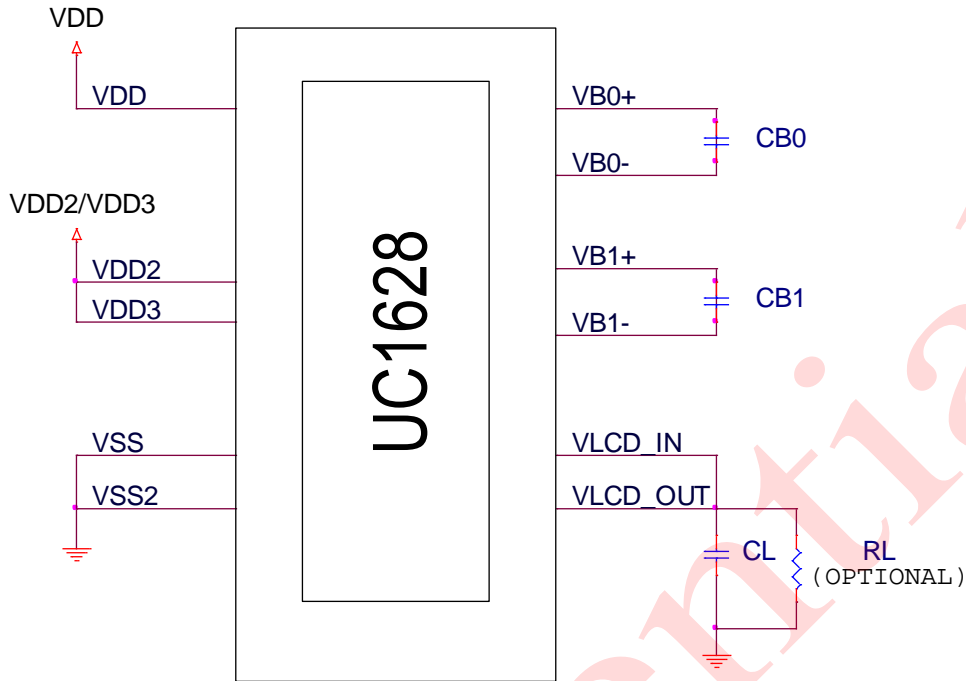 VDD
VDD
VB0+
CB0
VB0-
VDD2/VDD3
VDD2
VDD3
VB1+
CB1
VB1-
UC1628
VSS
VSS2
VLCD_IN
VLCD_OUT
CL
RL
(OPTIONAL)